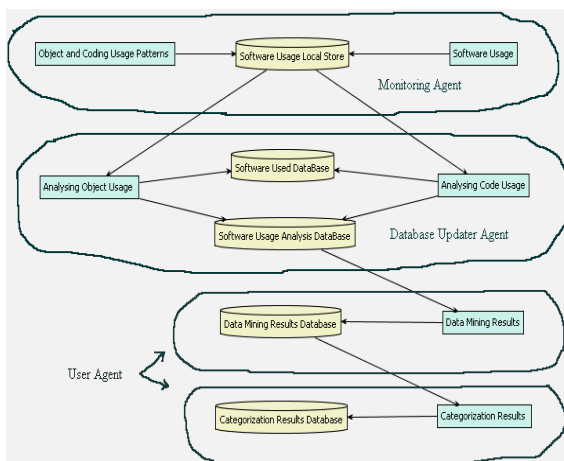 Object and Coding Usage Patterns
Software Usage Local Store
Software Usage
Monitoring Agent
Software Used DataBase
Analysing Object Usage
Analysing Code Usage
Software Usage Analysis DataBase
Database Updater Agent
Data Mining Results Database
Data Mining Results
User Agent
Categorization Results Database
Categorization Results